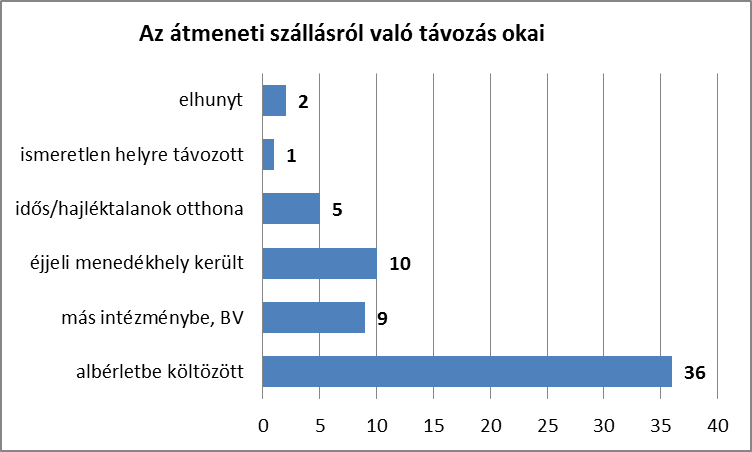 Az átmeneti szállásról való távozás okai
elhunyt 2
ismeretlen helyre távozott 1
idős/hajléktalanok otthona 5
éjjeli menedékhely került 10
más intézménybe, BV 9
albérletbe költözött 36
0 5 10 15 20 25 30 35 40